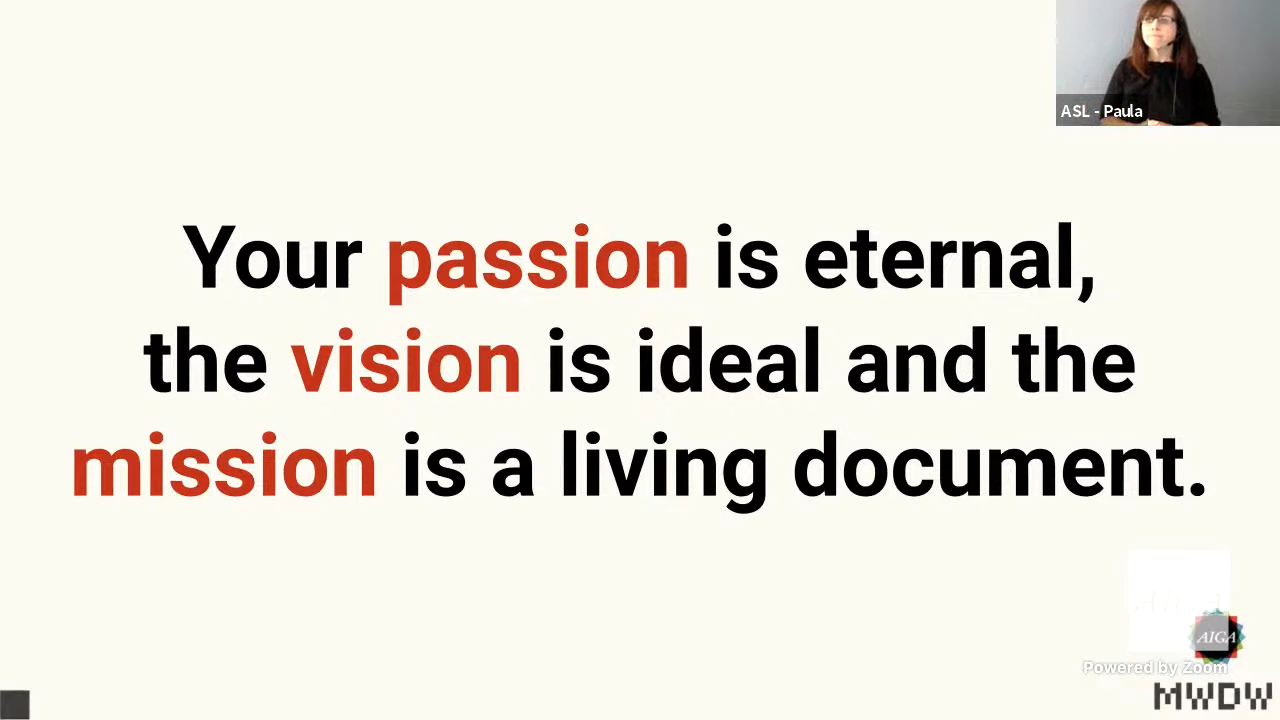 ASL - Paula
Your passion is eternal,
the vision is ideal and the
mission is a living document.
AIGA
Powered by Zoom
MWDW